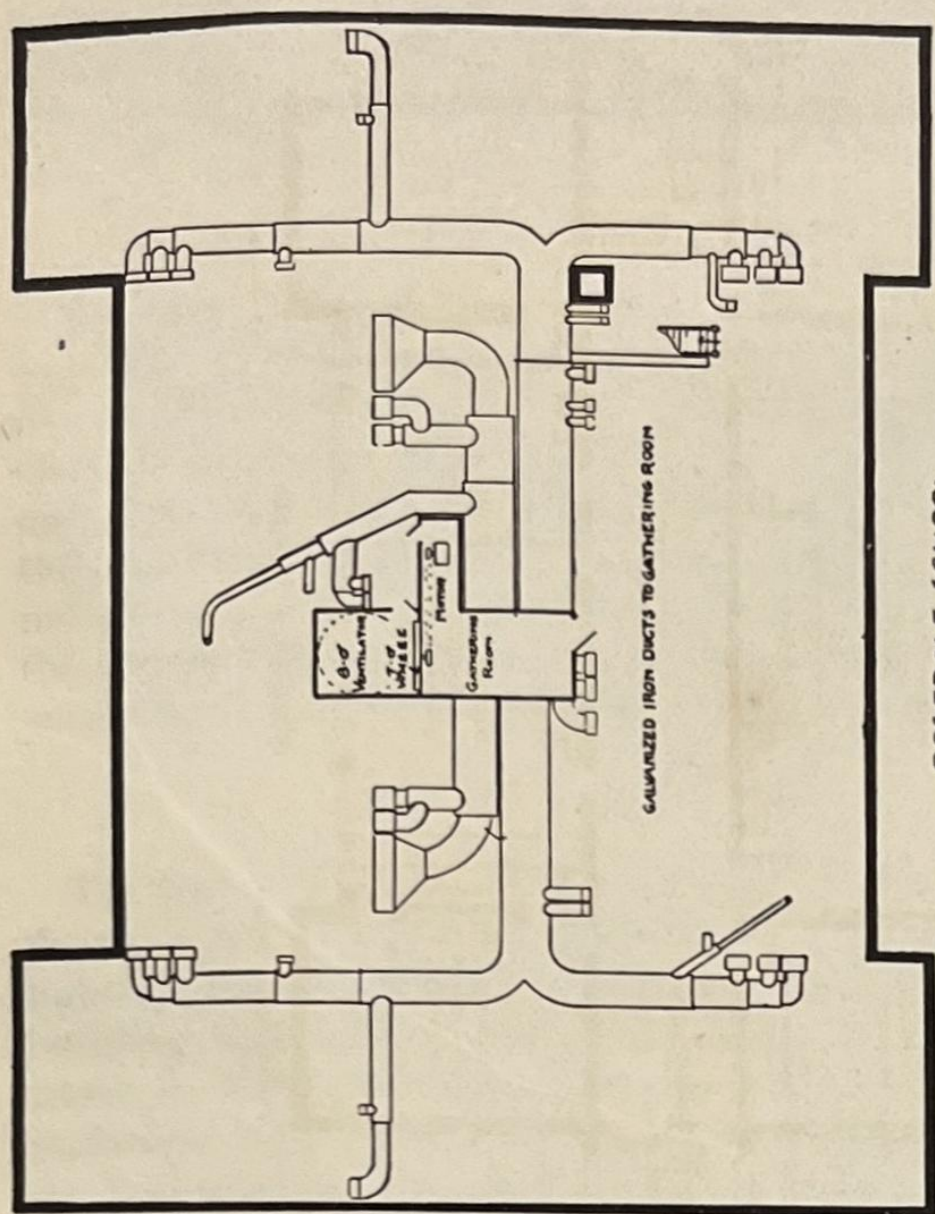 8-0
VENTILATOR
7-0
WHEEL
MOTOR
GATHERING
ROOM
GALVANIZED IRON DUCTS TO GATHERING ROOM